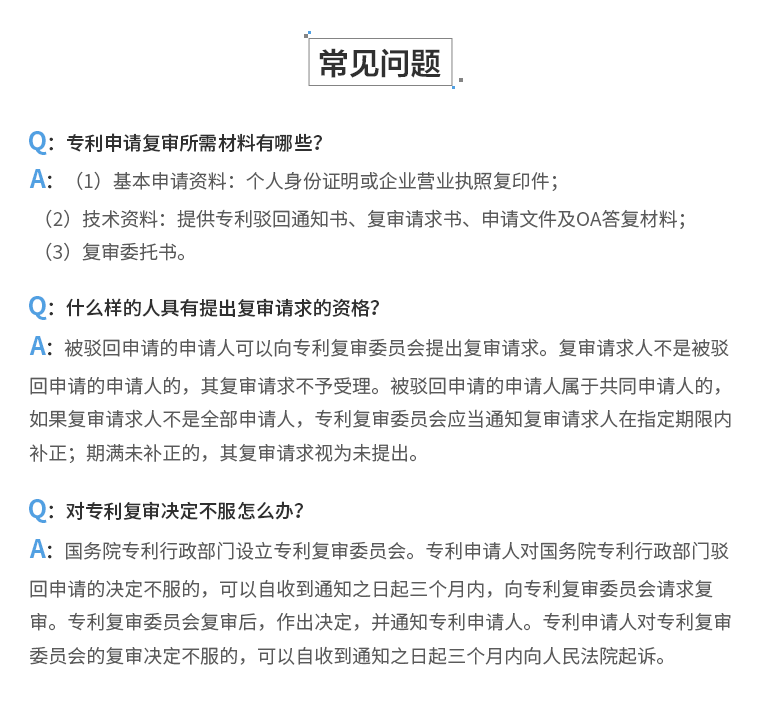 常见问题
Q：专利申请复审所需材料有哪些？
A：（1）基本申请资料：个人身份证明或企业营业执照复印件；
（2）技术资料：提供专利驳回通知书、复审请求书、申请文件及OA答复材料；
（3）复审委托书。
Q：什么样的人具有提出复审请求的资格？
A：被驳回申请的申请人可以向专利复审委员会提出复审请求。复审请求人不是被驳
回申请的申请人的，其复审请求不予受理。被驳回申请的申请人属于共同申请人的，
如果复审请求人不是全部申请人，专利复审委员会应当通知复审请求人在指定期限内
补正；期满未补正的，其复审请求视为未提出。
Q：对专利复审决定不服怎么办？
A：国务院专利行政部门设立专利复审委员会。专利申请人对国务院专利行政部门驳
回申请的决定不服的，可以自收到通知之日起三个月内，向专利复审委员会请求复
审。专利复审委员会复审后，作出决定，并通知专利申请人。专利申请人对专利复审
委员会的复审决定不服的，可以自收到通知之日起三个月内向人民法院起诉。